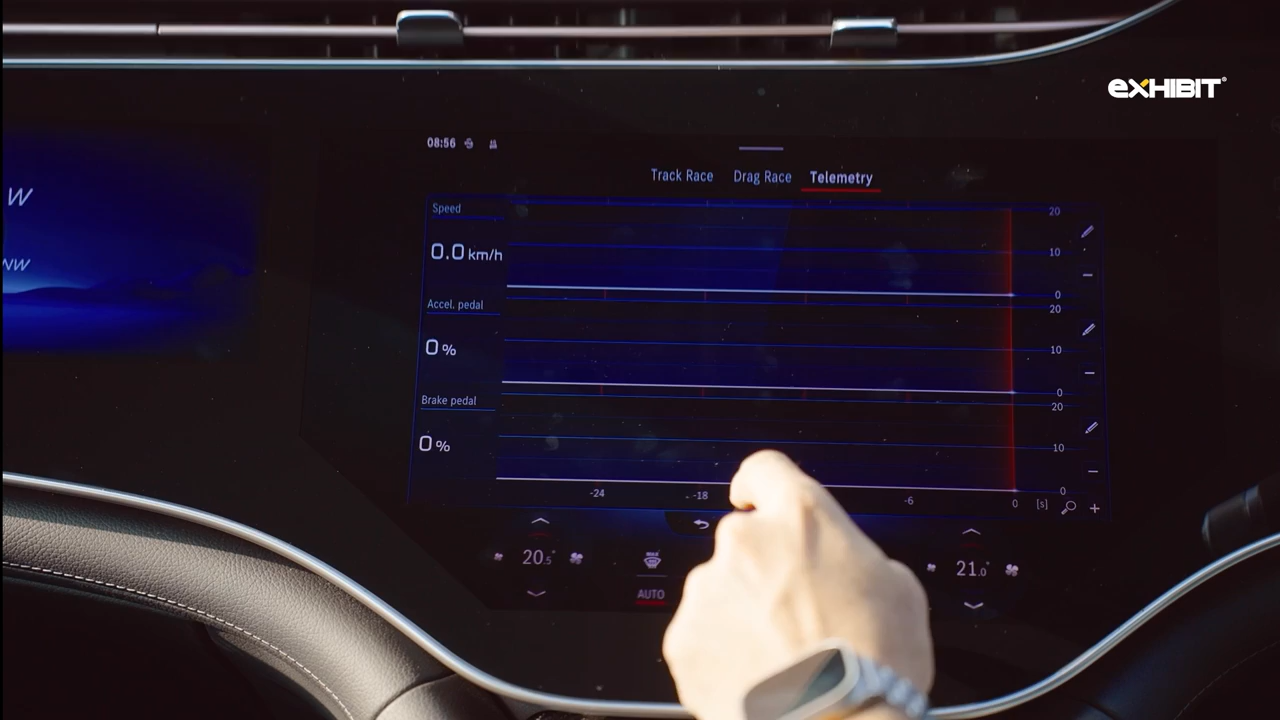 eXHIBIT®
08:56
Track Race Drag Race Telemetry
Speed
0.0 km/h
20
10
0
Accel. pedal
0 %
20
10
0
Brake pedal
0 %
20
10
0
-24 -18 -6 0 [s]
20.5° 21.0°
AUTO
W
NW